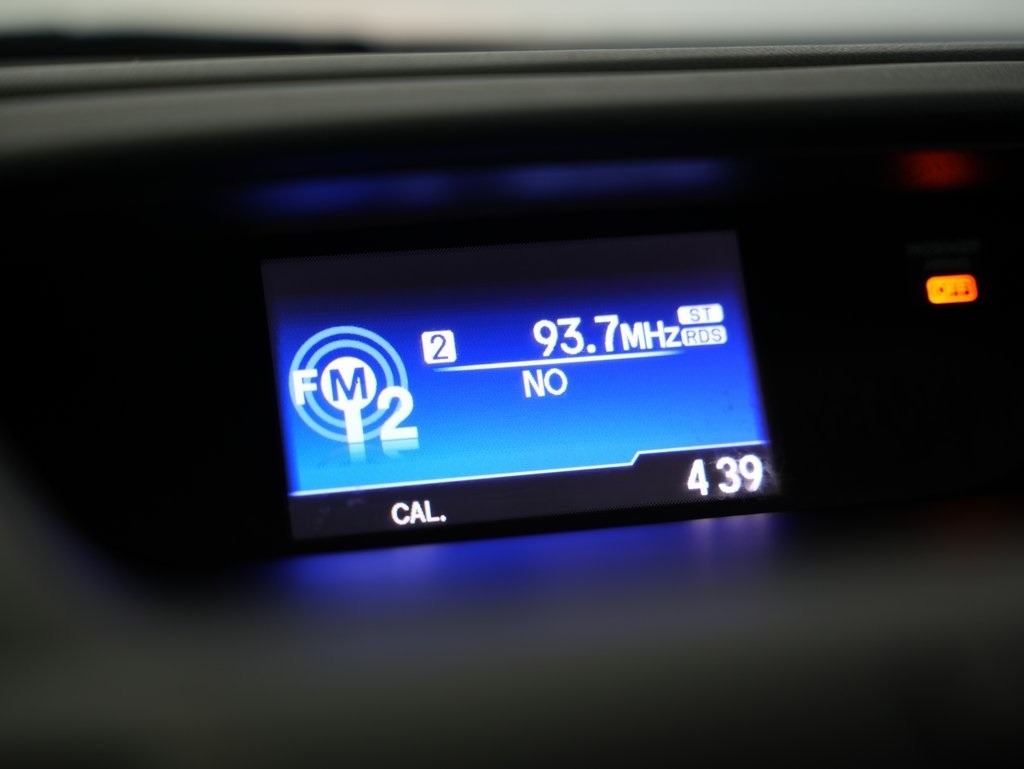 2 93.7MHz ST
RDS
FM 2
NO
4 39
CAL.